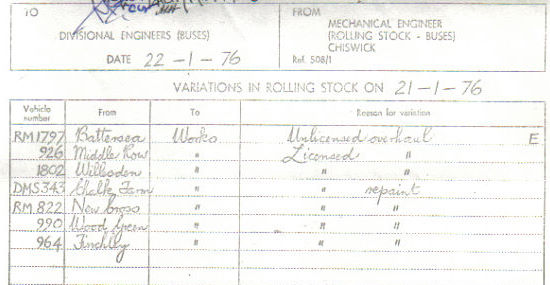 TO
FROM
DIVISIONAL ENGINEERS (BUSES)
MECHANICAL ENGINEER
(ROLLING STOCK - BUSES)
CHISWICK
DATE 22-1-76
Ref. 508/1
VARIATIONS IN ROLLING STOCK ON 21-1-76
Vehicle number From To Reason for variation
RM1797 Battersea Works Unlicensed overhaul E
926 Middle Row " Licensed "
1802 Willesden " " "
DMS343 Chalk Farm " " repaint
RM822 New Cross " " "
990 Wood Green " " "
964 Finchley " " "